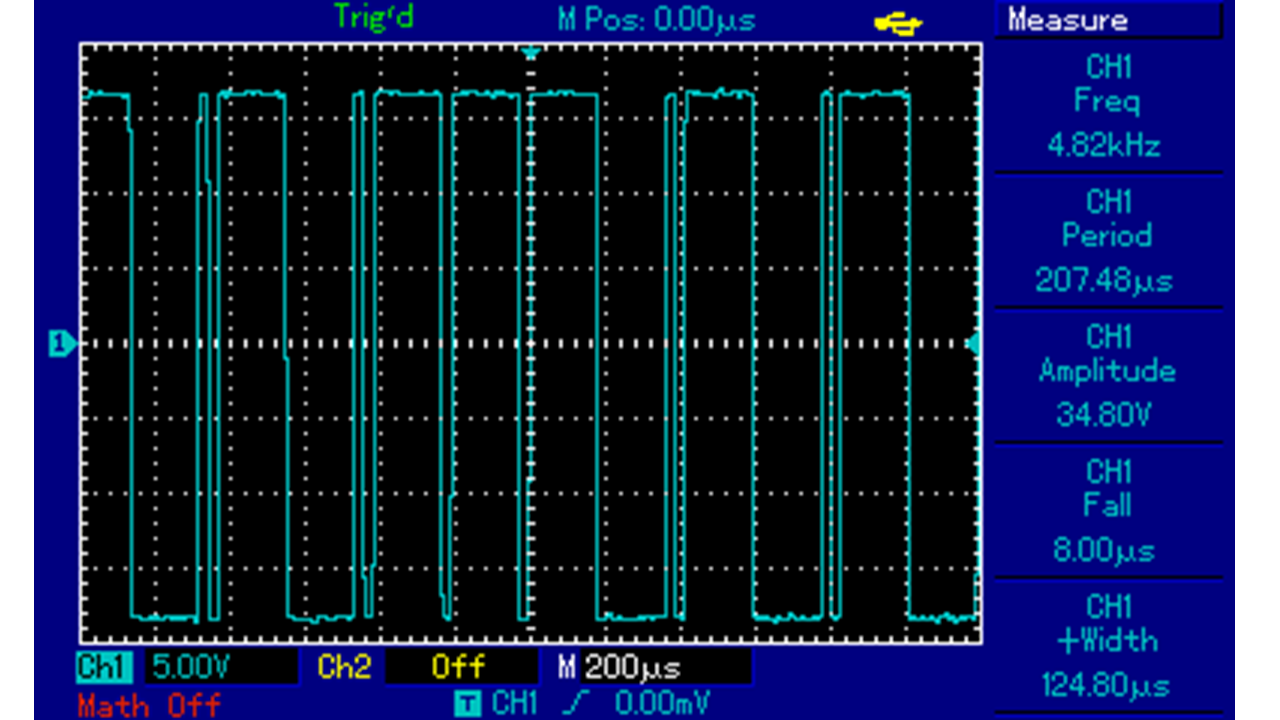 Trig'd M Pos: 0.00µs Measure
CH1
Freq
4.82kHz
CH1
Period
207.48µs
1
CH1
Amplitude
34.80V
CH1
Fall
8.00µs
CH1
+Width
124.80µs
Ch1 5.00V Ch2 Off M 200µs
Math Off T CH1 0.00mV